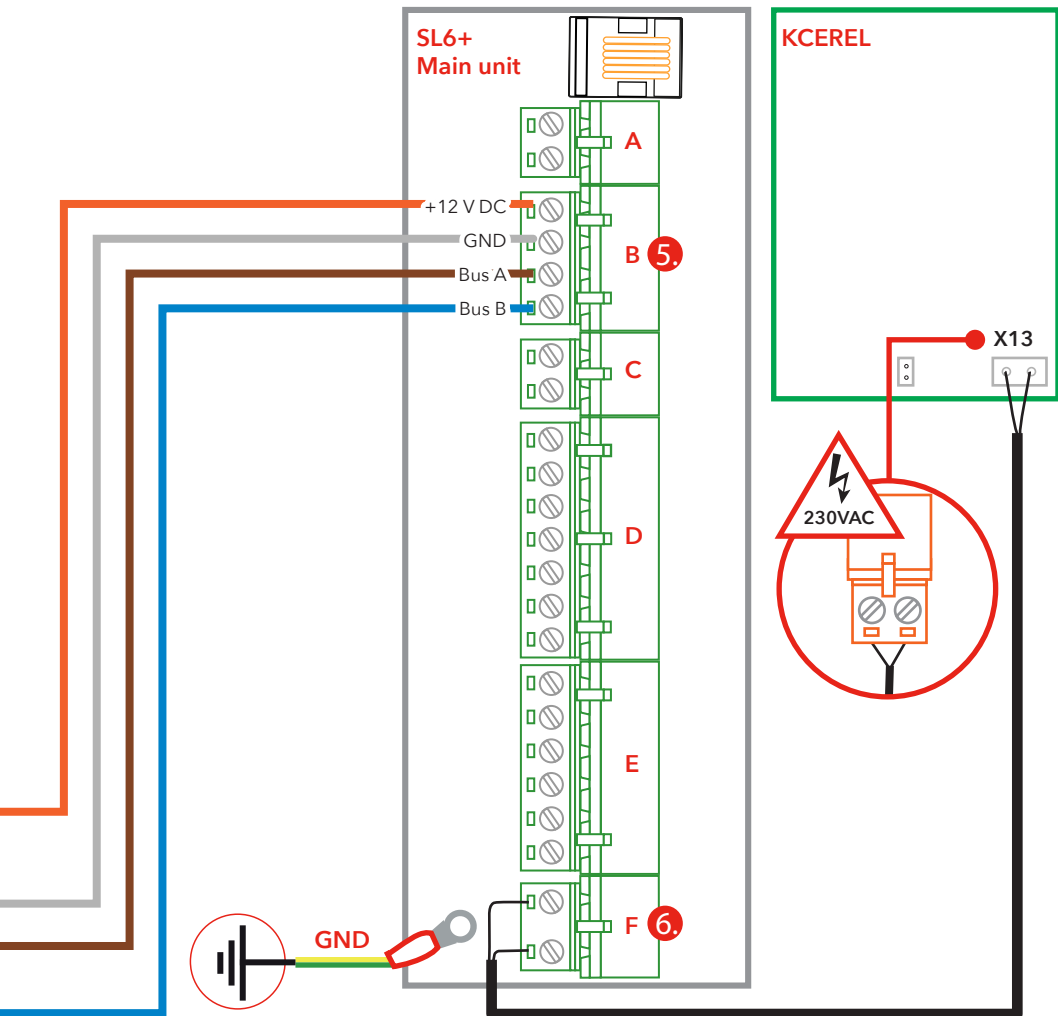 SL6+
Main unit
KCEREL
A
+12 V DC
GND
B 5.
Bus A
Bus B
X13
C
230VAC
D
E
F 6.
GND